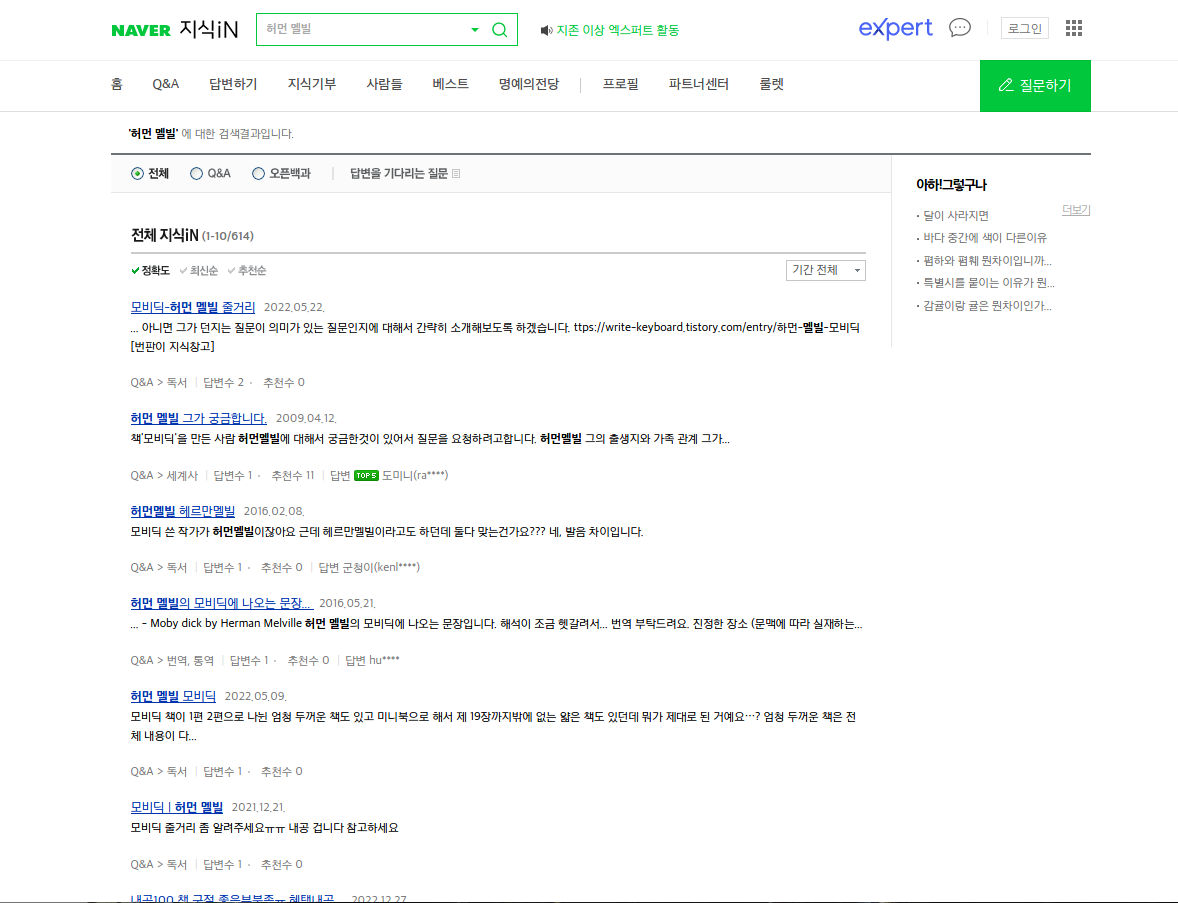 NAVER 지식iN 허먼 멜빌 지존 이상 엑스퍼트 활동 expert 로그인
홈 Q&A 답변하기 지식기부 사람들 베스트 명예의전당 프로필 파트너센터 룰렛 질문하기
'허먼 멜빌' 에 대한 검색결과입니다.
전체 Q&A 오픈백과 답변을 기다리는 질문
전체 지식iN (1-10/614)
정확도 최신순 추천순 기간 전체
모비딕-허먼 멜빌 줄거리 2022.05.22.
... 아니면 그가 던지는 질문이 의미가 있는 질문인지에 대해서 간략히 소개해보도록 하겠습니다. ttps://write-keyboard.tistory.com/entry/허먼-멜빌-모비딕
[번판이 지식창고]
Q&A > 독서 답변수 2 · 추천수 0
허먼 멜빌 그가 궁금합니다. 2009.04.12.
책'모비딕'을 만든 사람 허먼멜빌에 대해서 궁금한것이 있어서 질문을 요청하려고합니다. 허먼멜빌 그의 출생지와 가족 관계 그가...
Q&A > 세계사 답변수 1 · 추천수 11 답변 TOP5 도미니(ra****)
허먼멜빌 헤르만멜빌 2016.02.08.
모비딕 쓴 작가가 허먼멜빌이잖아요 근데 헤르만멜빌이라고도 하던데 둘다 맞는건가요??? 네, 발음 차이입니다.
Q&A > 독서 답변수 1 · 추천수 0 답변 군청이(kenl****)
허먼 멜빌의 모비딕에 나오는 문장... 2016.05.21.
... - Moby dick by Herman Melville 허먼 멜빌의 모비딕에 나오는 문장입니다. 해석이 조금 헷갈려서... 번역 부탁드려요. 진정한 장소 (문맥에 따라 실재하는...
Q&A > 번역, 통역 답변수 1 · 추천수 0 답변 hu****
허먼 멜빌 모비딕 2022.05.09.
모비딕 책이 1편 2편으로 나뉜 엄청 두꺼운 책도 있고 미니북으로 해서 제 19장까지밖에 없는 얇은 책도 있던데 뭐가 제대로 된 거예요…? 엄청 두꺼운 책은 전
체 내용이 다...
Q&A > 독서 답변수 1 · 추천수 0
모비딕 | 허먼 멜빌 2021.12.21.
모비딕 줄거리 좀 알려주세요ㅠㅠ 내공 겁니다 참고하세요
Q&A > 독서 답변수 1 · 추천수 0
내공100 책 구절 좋은부분좀ㅠ 혜택내공... 2022.12.27.
아하!그렇구나
더보기
· 달이 사라지면
· 바다 중간에 색이 다른이유
· 폄하와 폄훼 뭔차이입니까...
· 특별시를 붙이는 이유가 뭔...
· 감귤이랑 귤은 뭔차이인가...